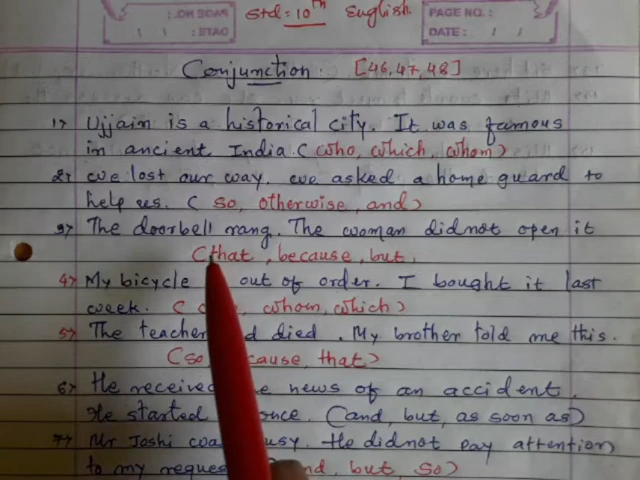 PAGE NO.:
DATE:
Std = 10th English
PAGE NO.:
DATE: / /
Conjunction. [46,47,48]
1> Ujjain is a historical city. It was famous
in ancient India. (who, which, whom)
2> we lost our way. we asked a home guard to
help us. (so, otherwise, and)
3> The doorbell rang. The woman didnot open it
(that, because, but,
4> My bicycle out of order. I bought it last
week. ( whom, which)
5> The teacher died. My brother told me this.
(so cause, that)
6> He received news of an accident.
He started once. (and, but, as soon as)
7> Mr Joshi busy. He didnot pay attention
to my reques nd, but, so)